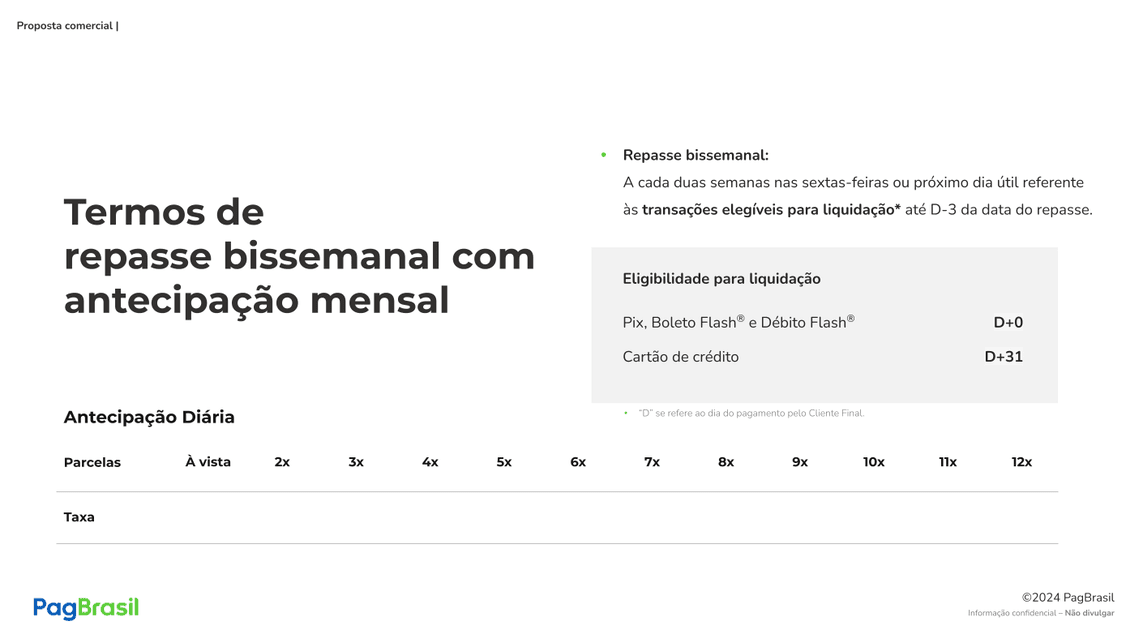 Proposta comercial |
Termos de
repasse bissemanal com
antecipação mensal
• Repasse bissemanal:
A cada duas semanas nas sextas-feiras ou próximo dia útil referente
às transações elegíveis para liquidação* até D-3 da data do repasse.
Eligibilidade para liquidação
Pix, Boleto Flash® e Débito Flash® D+0
Cartão de crédito D+31
• “D” se refere ao dia do pagamento pelo Cliente Final.
Antecipação Diária
Parcelas À vista 2x 3x 4x 5x 6x 7x 8x 9x 10x 11x 12x
Taxa
PagBrasil
©2024 PagBrasil
Informação confidencial – Não divulgar